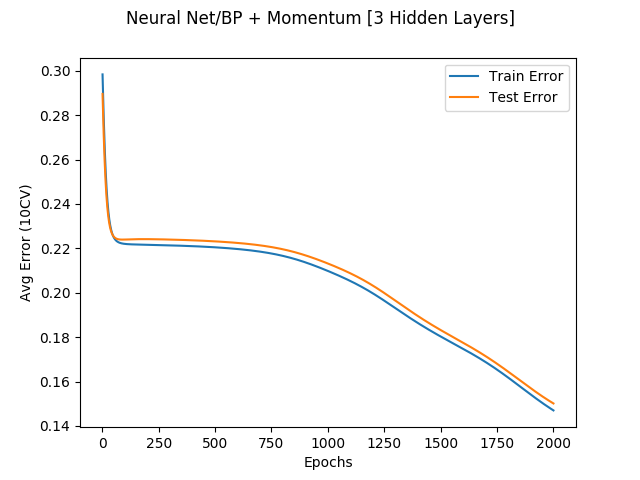 Neural Net/BP + Momentum [3 Hidden Layers]
Train Error
Test Error
Avg Error (10CV)
0.30
0.28
0.26
0.24
0.22
0.20
0.18
0.16
0.14
0 250 500 750 1000 1250 1500 1750 2000
Epochs